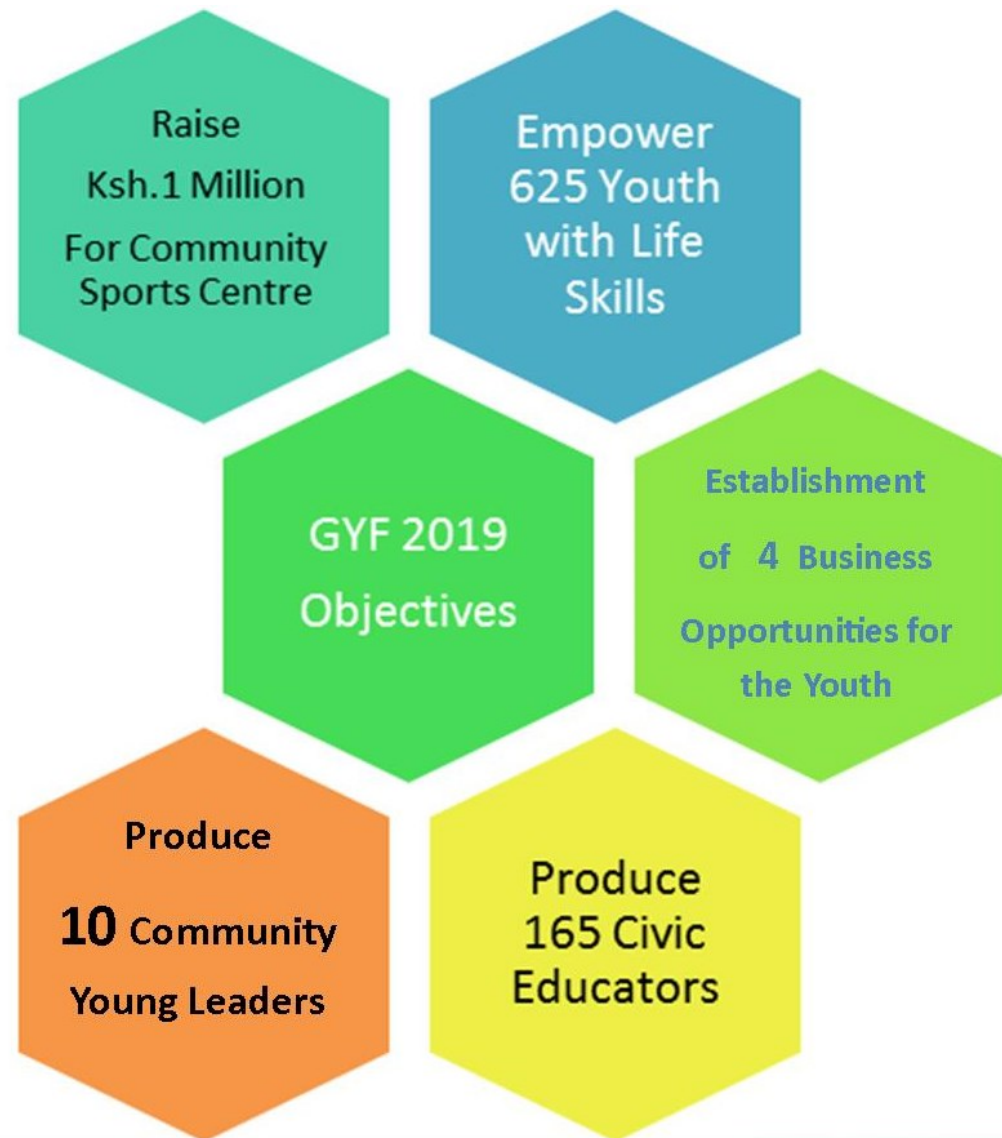 Raise
Ksh.1 Million
For Community
Sports Centre
Empower
625 Youth
with Life
Skills
GYF 2019
Objectives
Establishment
of 4 Business
Opportunities for
the Youth
Produce
10 Community
Young Leaders
Produce
165 Civic
Educators